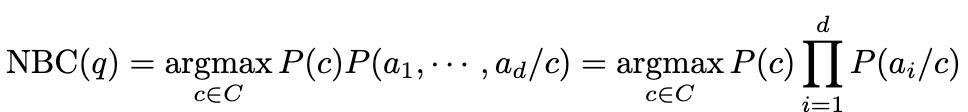 NBC(q) = argmax_{c∈C} P(c)P(a_1, ⋯ , a_d/c) = argmax_{c∈C} P(c) ∏_{i=1}^{d} P(a_i/c)